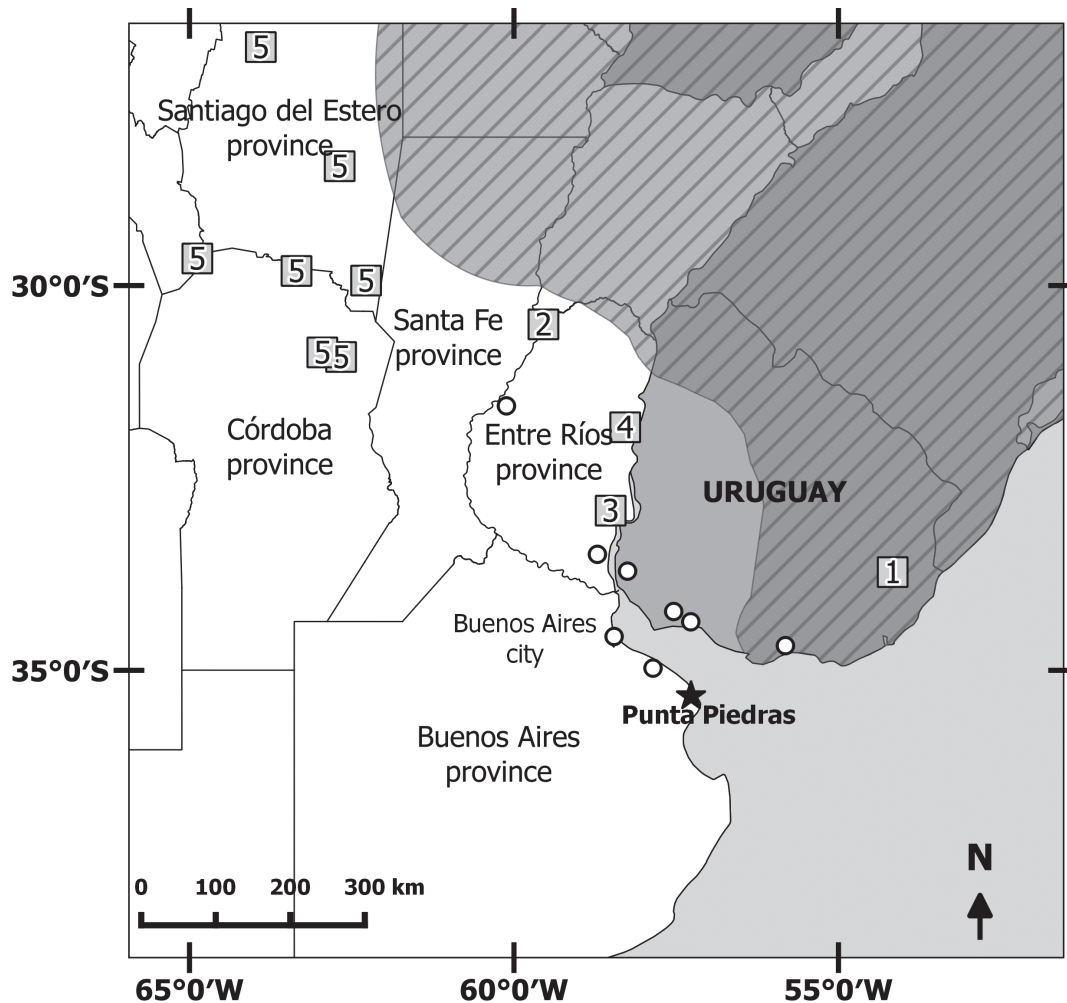 5
Santiago del Estero
province
5
5
5
5
30°0′S
Santa Fe
province
2
5
5
Córdoba
province
4
Entre Ríos
province
URUGUAY
3
1
Buenos Aires
city
35°0′S
Punta Piedras
Buenos Aires
province
N
0 100 200 300 km
65°0′W 60°0′W 55°0′W